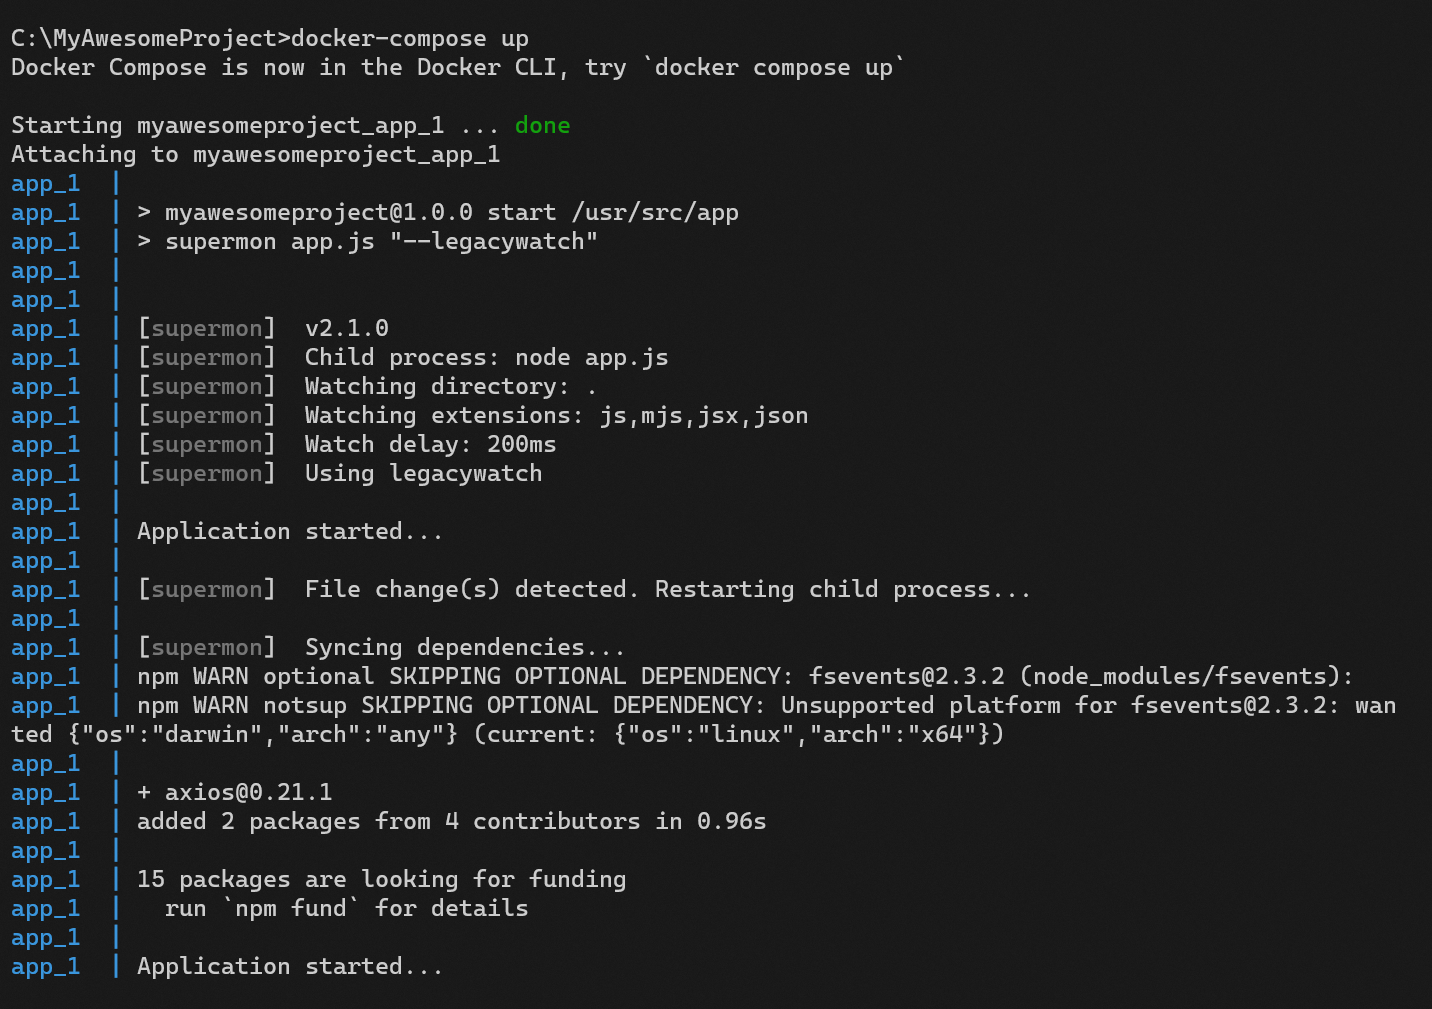 C:\MyAwesomeProject>docker-compose up
Docker Compose is now in the Docker CLI, try `docker compose up`
Starting myawesomeproject_app_1 ... done
Attaching to myawesomeproject_app_1
app_1  |
app_1  | > myawesomeproject@1.0.0 start /usr/src/app
app_1  | > supermon app.js "--legacywatch"
app_1  |
app_1  |
app_1  | [supermon]  v2.1.0
app_1  | [supermon]  Child process: node app.js
app_1  | [supermon]  Watching directory: .
app_1  | [supermon]  Watching extensions: js,mjs,jsx,json
app_1  | [supermon]  Watch delay: 200ms
app_1  | [supermon]  Using legacywatch
app_1  |
app_1  | Application started...
app_1  |
app_1  | [supermon]  File change(s) detected. Restarting child process...
app_1  |
app_1  | [supermon]  Syncing dependencies...
app_1  | npm WARN optional SKIPPING OPTIONAL DEPENDENCY: fsevents@2.3.2 (node_modules/fsevents):
app_1  | npm WARN notsup SKIPPING OPTIONAL DEPENDENCY: Unsupported platform for fsevents@2.3.2: wan
ted {"os":"darwin","arch":"any"} (current: {"os":"linux","arch":"x64"})
app_1  |
app_1  | + axios@0.21.1
app_1  | added 2 packages from 4 contributors in 0.96s
app_1  |
app_1  | 15 packages are looking for funding
app_1  |   run `npm fund` for details
app_1  |
app_1  | Application started...